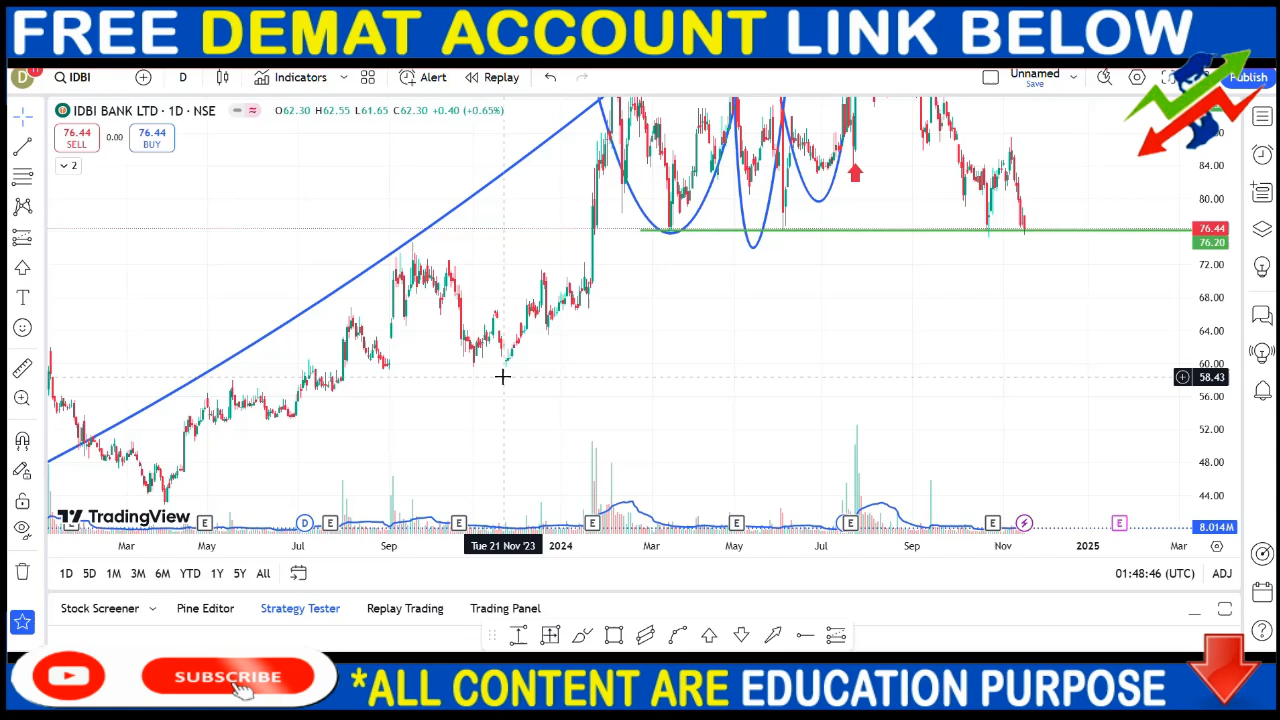 FREE DEMAT ACCOUNT LINK BELOW
D 11 IDBI D Indicators Alert Replay Unnamed Save Publish
IDBI BANK LTD · 1D · NSE O62.30 H62.55 L61.65 C62.30 +0.40 (+0.65%)
76.44 SELL 0.00 76.44 BUY
2
84.00
80.00
76.44
76.20
72.00
68.00
64.00
60.00
58.43
56.00
52.00
48.00
44.00
TradingView
E D E E E E E E E
8.014M
Mar May Jul Sep Tue 21 Nov '23 2024 Mar May Jul Sep Nov 2025 Mar
1D 5D 1M 3M 6M YTD 1Y 5Y All 01:48:46 (UTC) ADJ
Stock Screener Pine Editor Strategy Tester Replay Trading Trading Panel
SUBSCRIBE
*ALL CONTENT ARE EDUCATION PURPOSE